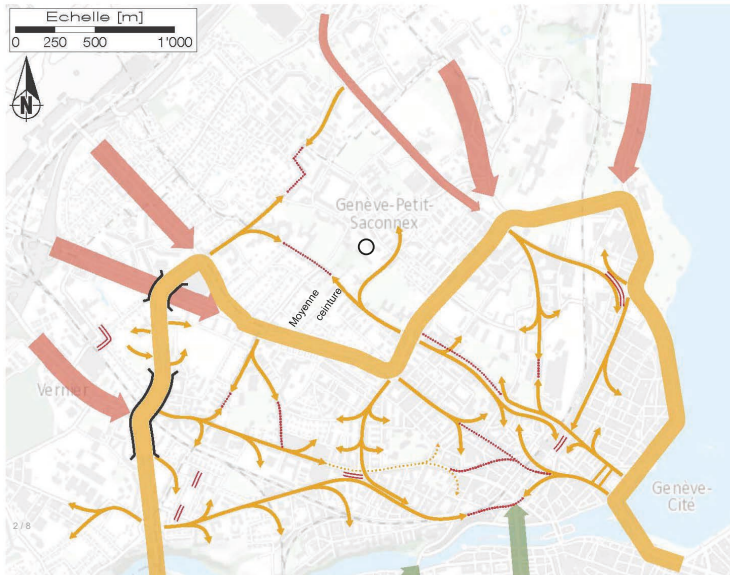 Echelle [m]
0 250 500 1'000
N
Genève-Petit-
Saconnex
Moyenne
ceinture
Vernier
Genève-
Cité
2 / 8